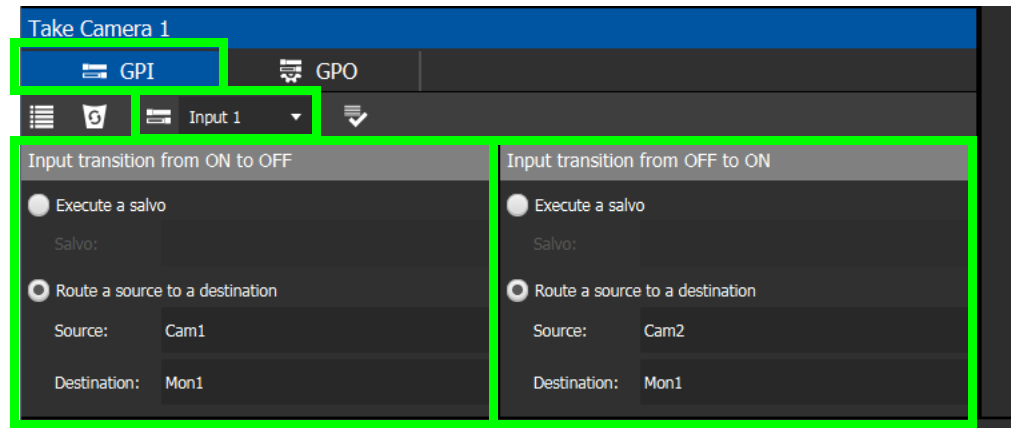 Take Camera 1
GPI
GPO
Input 1
Input transition from ON to OFF
Execute a salvo
Salvo:
Route a source to a destination
Source: Cam1
Destination: Mon1
Input transition from OFF to ON
Execute a salvo
Salvo:
Route a source to a destination
Source: Cam2
Destination: Mon1